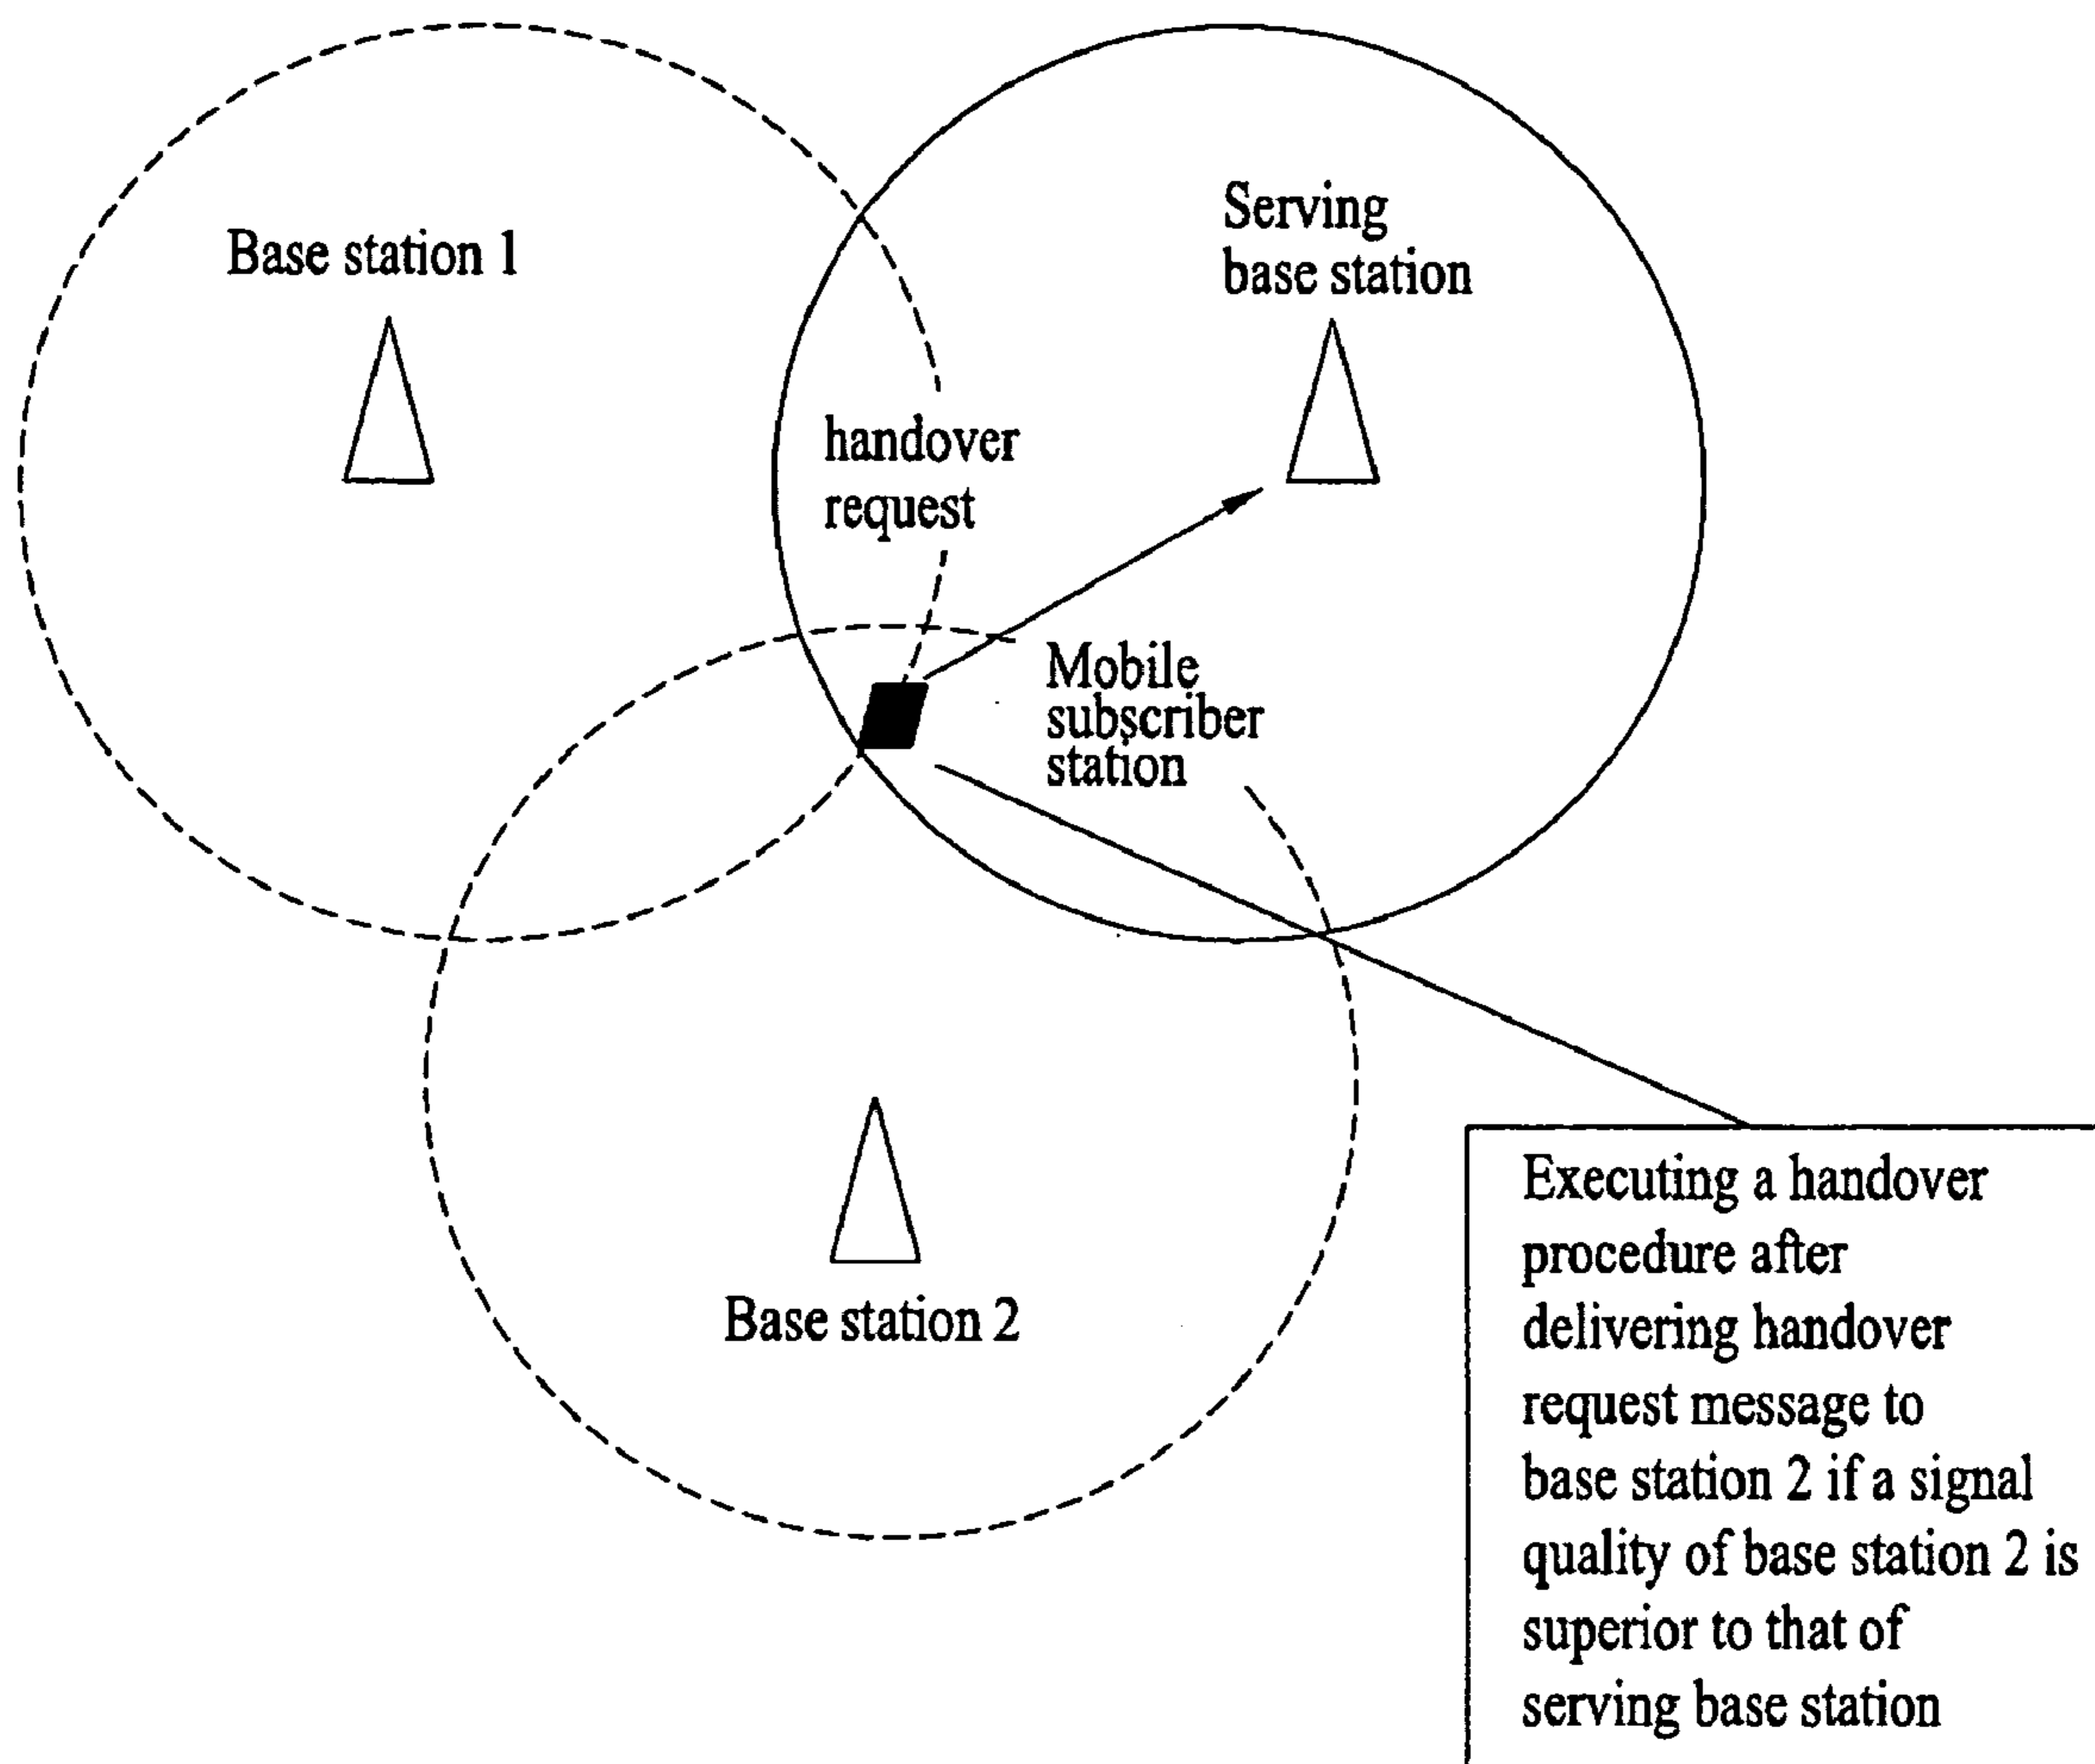 Base station 1
Serving
base station
handover
request
Mobile
subscriber
station
Base station 2
Executing a handover
procedure after
delivering handover
request message to
base station 2 if a signal
quality of base station 2 is
superior to that of
serving base station